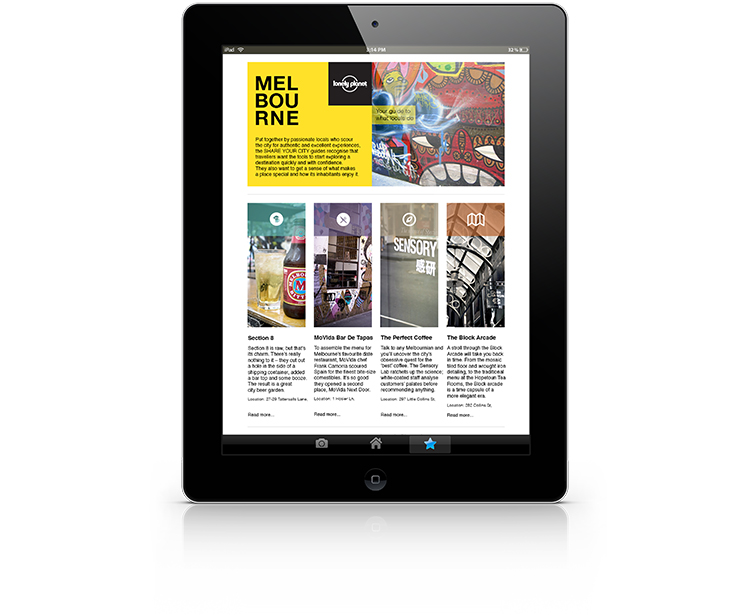 iPad
3:14 PM
32%
MEL
BOU
RNE
lonely planet
Your guide to
what locals do
Put together by passionate locals who scour
the city for authentic and excellent experiences,
the SHARE YOUR CITY guides recognise that
travellers want the tools to start exploring a
destination quickly and with confidence.
They also want to get a sense of what makes
a place special and how its inhabitants enjoy it.
SENSORY
感研
Section 8
Section 8 is raw, but that's
its charm. There's really
nothing to it – they cut out
a hole in the side of a
shipping container, added
a bar top and some booze.
The result is a great
city beer garden.
Location: 27-29 Tattersalls Lane.
Read more...
MoVida Bar De Tapas
To assemble the menu for
Melbourne's favourite date
restaurant, MoVida chef
Frank Camorra scoured
Spain for the finest bite-size
comestibles. It's so good
they opened a second
place, MoVida Next Door.
Location: 1 Hosier Ln.
Read more...
The Perfect Coffee
Talk to any Melburnian and
you'll uncover the city's
obsessive quest for the
'best' coffee. The Sensory
Lab ratchets up the science;
white-coated staff analyse
customers' palates before
recommending anything.
Location: 297 Little Collins St.
Read more...
The Block Arcade
A stroll through the Block
Arcade will take you back
in time. From the mosaic
tiled floor and wrought iron
detailing, to the traditional
menu at the Hopetoun Tea
Rooms, the Block arcade
is a time capsule of a
more elegant era.
Location: 282 Collins St.
Read more...